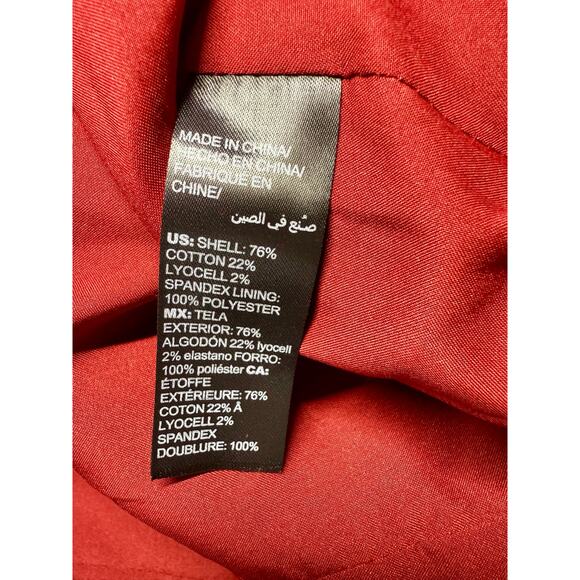 MADE IN CHINA/
HECHO EN CHINA/
FABRIQUE EN
CHINE/
صنع في الصين
US: SHELL: 76%
COTTON 22%
LYOCELL 2%
SPANDEX LINING:
100% POLYESTER
MX: TELA
EXTERIOR: 76%
ALGODÓN 22% lyocell
2% elastano FORRO:
100% poliéster CA:
ÉTOFFE
EXTÉRIEURE: 76%
COTON 22% Â
LYOCELL 2%
SPANDEX
DOUBLURE: 100%